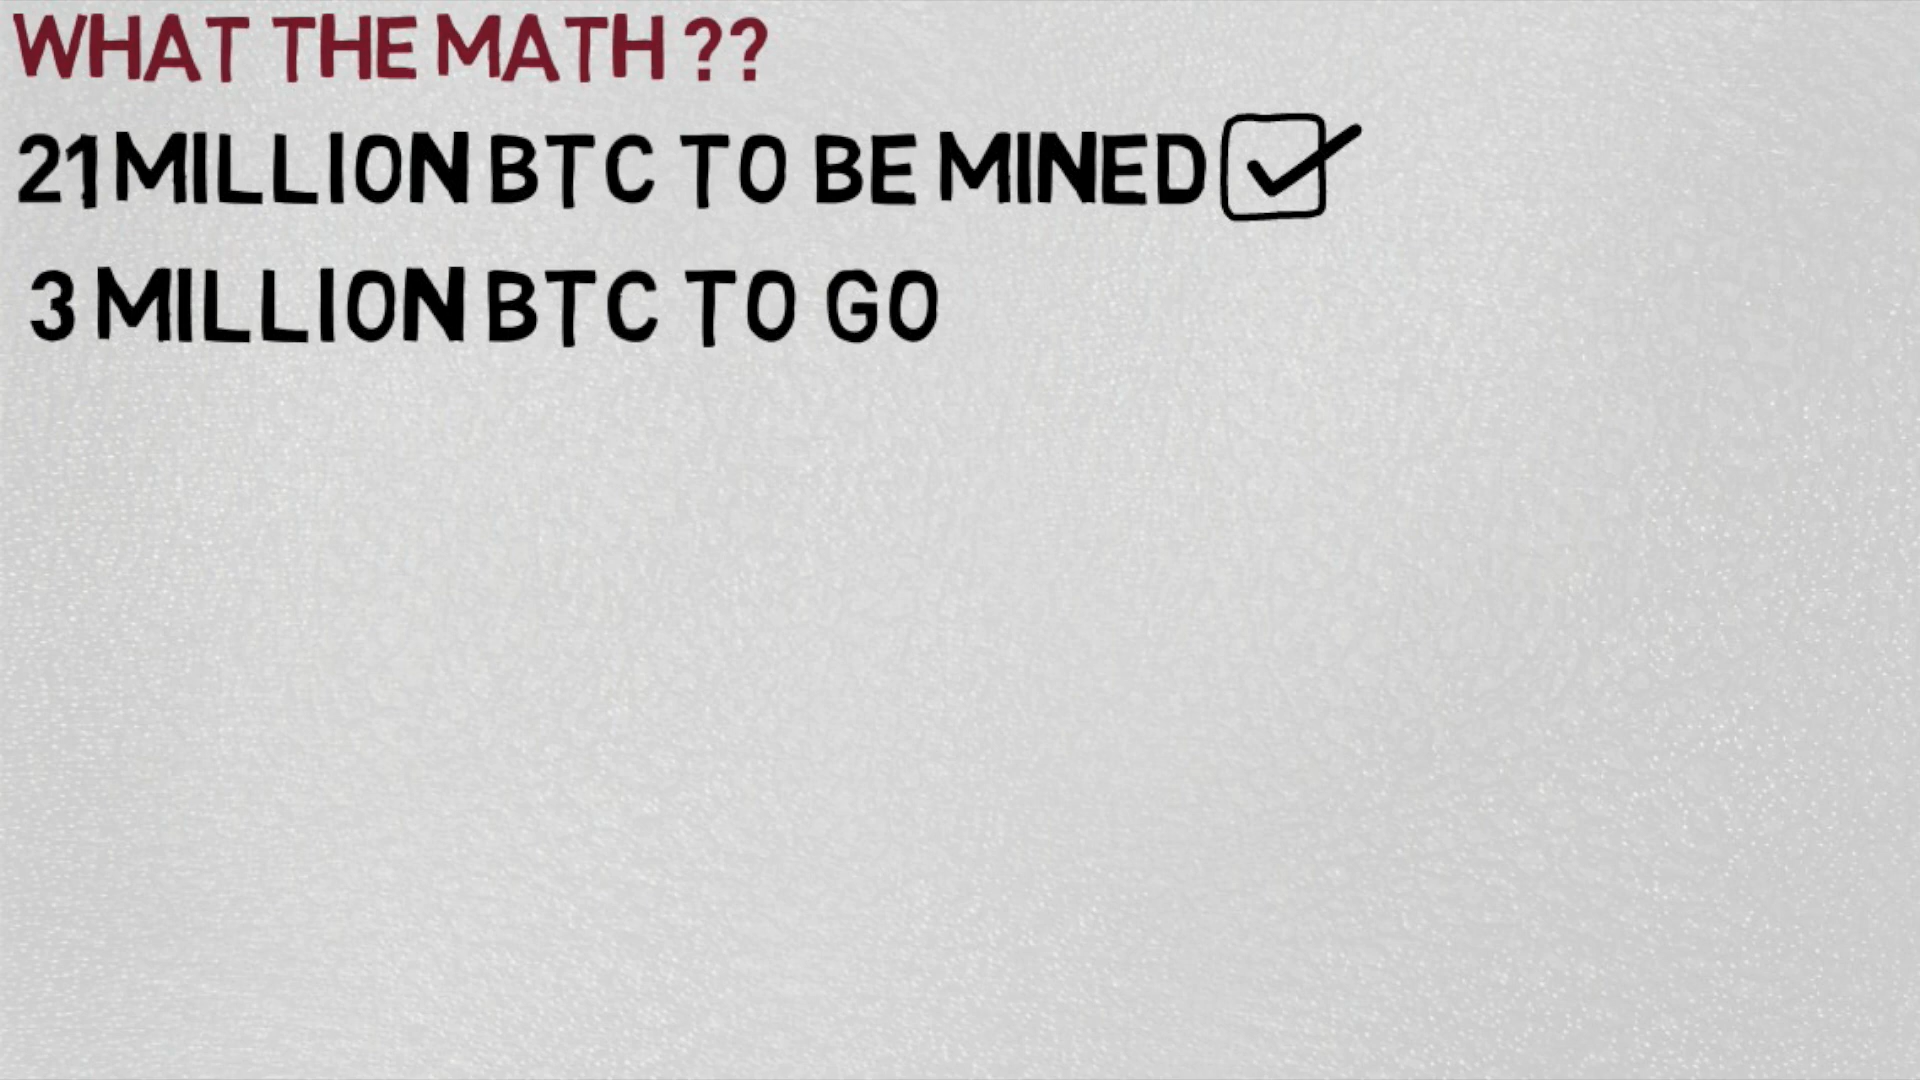 WHAT THE MATH ??
21 MILLION BTC TO BE MINED
3 MILLION BTC TO GO